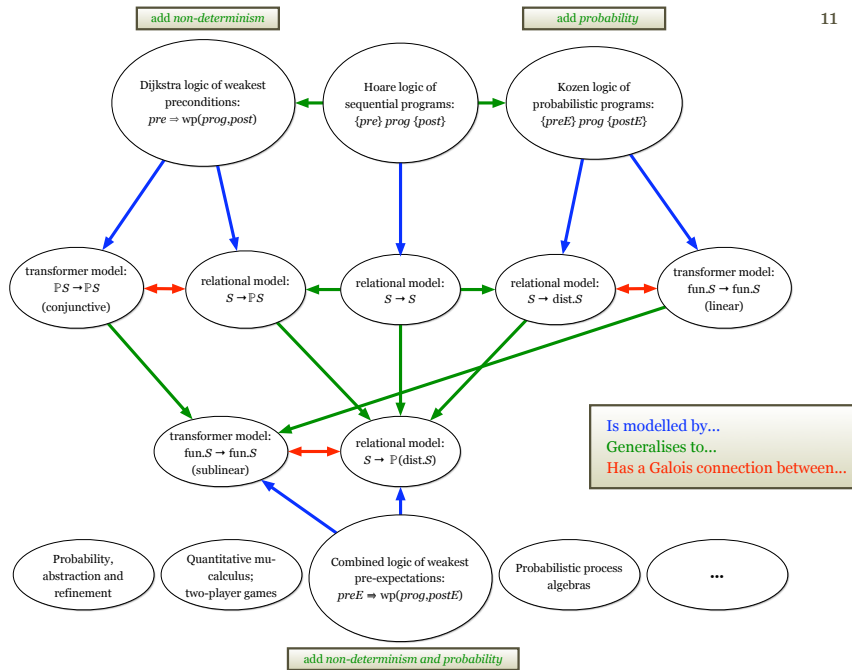 add non-determinism
add probability
11
Dijkstra logic of weakest
preconditions:
pre ⇒ wp(prog,post)
Hoare logic of
sequential programs:
{pre} prog {post}
Kozen logic of
probabilistic programs:
{preE} prog {postE}
transformer model:
ℙS → ℙS
(conjunctive)
relational model:
S → ℙS
relational model:
S → S
relational model:
S → dist.S
transformer model:
fun.S → fun.S
(linear)
Is modelled by...
Generalises to...
Has a Galois connection between...
transformer model:
fun.S → fun.S
(sublinear)
relational model:
S → ℙ(dist.S)
Probability,
abstraction and
refinement
Quantitative mu-
calculus;
two-player games
Combined logic of weakest
pre-expectations:
preE ⇛ wp(prog,postE)
Probabilistic process
algebras
...
add non-determinism and probability